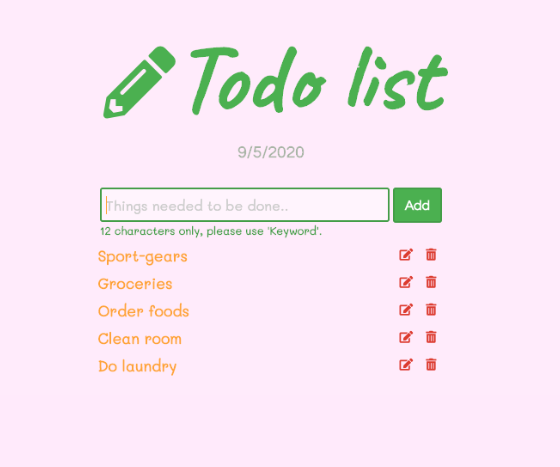 Todo list
9/5/2020
Things needed to be done..
Add
12 characters only, please use 'Keyword'.
Sport-gears
Groceries
Order foods
Clean room
Do laundry